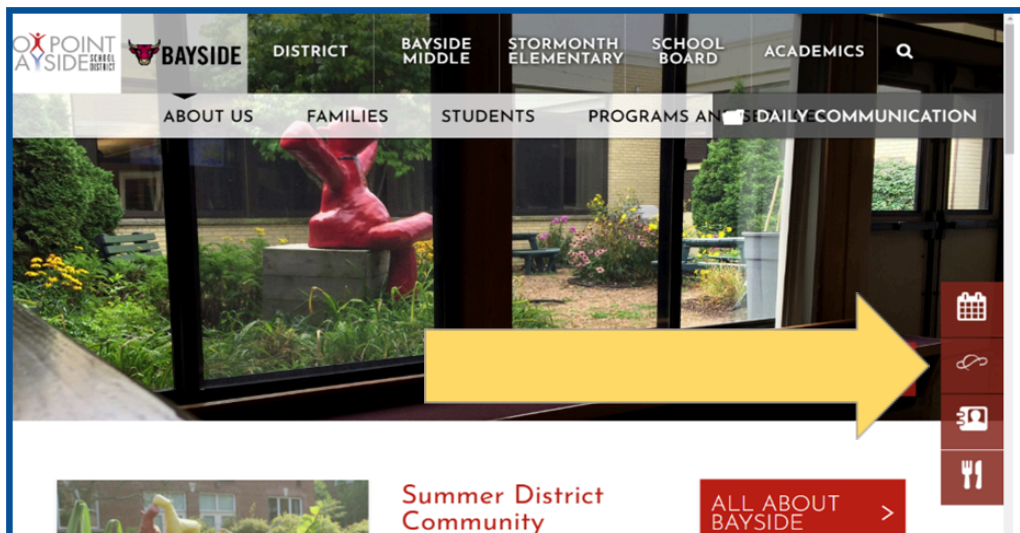 OX POINT
AYSIDE SCHOOL DISTRICT
BAYSIDE
DISTRICT
BAYSIDE
MIDDLE
STORMONTH
ELEMENTARY
SCHOOL
BOARD
ACADEMICS
ABOUT US
FAMILIES
STUDENTS
PROGRAMS AN
DAILY COMMUNICATION
Summer District
Community
ALL ABOUT
BAYSIDE